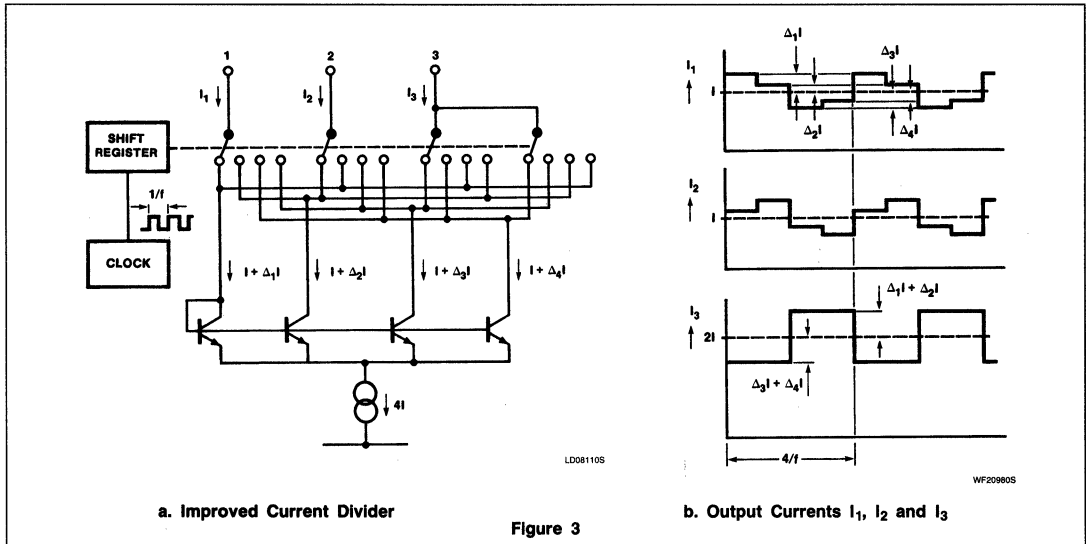 1
2
3
I₁
I₂
I₃
SHIFT REGISTER
1/f
CLOCK
I + Δ₁I
I + Δ₂I
I + Δ₃I
I + Δ₄I
4I
LD08110S
a. Improved Current Divider
I₁
I
Δ₁I
Δ₂I
Δ₃I
Δ₄I
I₂
I
I₃
2I
Δ₁I + Δ₂I
Δ₃I + Δ₄I
4/f
WF20980S
b. Output Currents I₁, I₂ and I₃
Figure 3